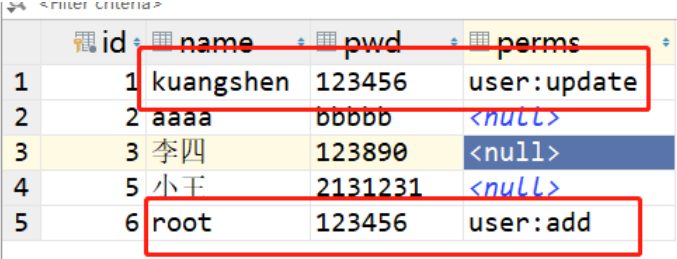 <Filter criteria>
id name pwd perms
1 1 kuangshen 123456 user:update
2 2 aaaa bbbbb <null>
3 3 李四 123890 <null>
4 5 小王 2131231 <null>
5 6 root 123456 user:add